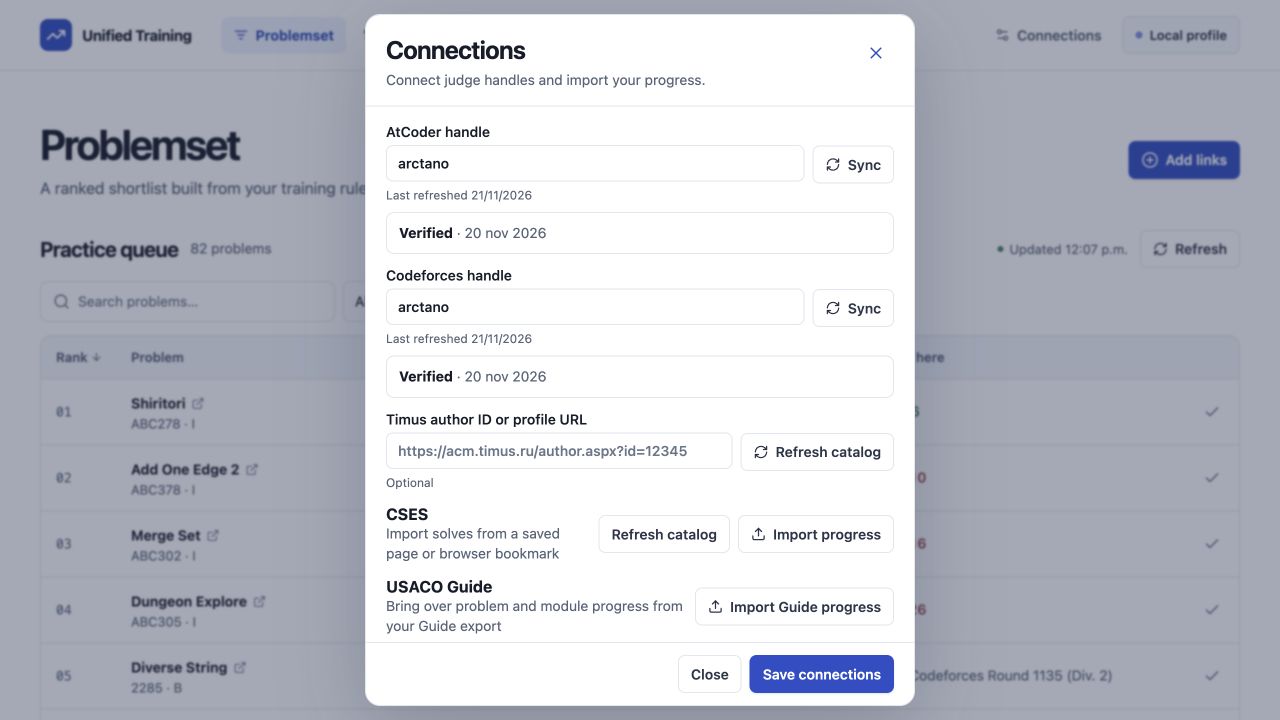 Unified Training
Problemset
Connections
Local profile
Problemset
A ranked shortlist built from your training rule
Add links
Practice queue 82 problems
Updated 12:07 p.m.
Refresh
Search problems...
Rank ↓ Problem
here
01 Shiritori
ABC278 · I
02 Add One Edge 2
ABC378 · I
03 Merge Set
ABC302 · I
04 Dungeon Explore
ABC305 · I
05 Diverse String
2285 · B
Codeforces Round 1135 (Div. 2)
Connections
Connect judge handles and import your progress.
AtCoder handle
arctano
Sync
Last refreshed 21/11/2026
Verified · 20 nov 2026
Codeforces handle
arctano
Sync
Last refreshed 21/11/2026
Verified · 20 nov 2026
Timus author ID or profile URL
https://acm.timus.ru/author.aspx?id=12345
Refresh catalog
Optional
CSES
Import solves from a saved
page or browser bookmark
Refresh catalog
Import progress
USACO Guide
Bring over problem and module progress from
your Guide export
Import Guide progress
Close
Save connections